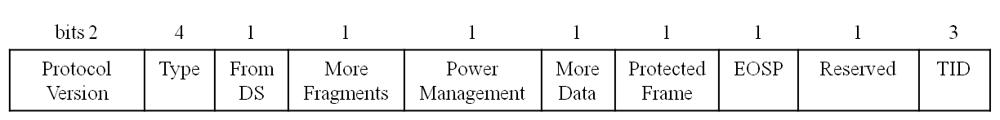 bits 2 4 1 1 1 1 1 1 1 3
Protocol Version Type From DS More Fragments Power Management More Data Protected Frame EOSP Reserved TID